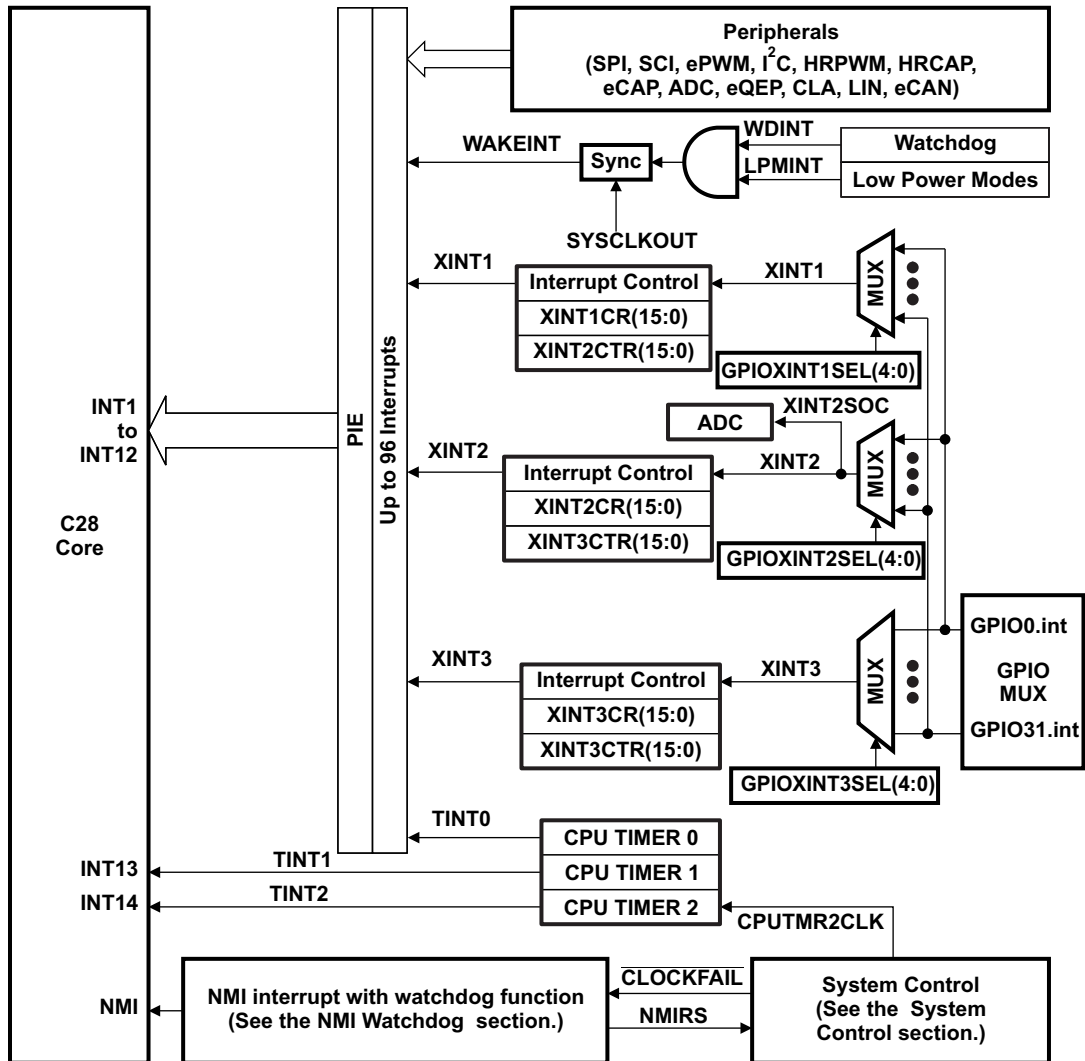 Peripherals
(SPI, SCI, ePWM, I2C, HRPWM, HRCAP,
eCAP, ADC, eQEP, CLA, LIN, eCAN)
WAKEINT
Sync
WDINT
LPMINT
Watchdog
Low Power Modes
SYSCLKOUT
XINT1
Interrupt Control
XINT1CR(15:0)
XINT2CTR(15:0)
XINT1
MUX
GPIOXINT1SEL(4:0)
INT1
to
INT12
PIE
Up to 96 Interrupts
ADC
XINT2SOC
XINT2
Interrupt Control
XINT2CR(15:0)
XINT3CTR(15:0)
XINT2
MUX
GPIOXINT2SEL(4:0)
C28
Core
XINT3
Interrupt Control
XINT3CR(15:0)
XINT3CTR(15:0)
XINT3
MUX
GPIOXINT3SEL(4:0)
GPIO0.int
GPIO
MUX
GPIO31.int
TINT0
CPU TIMER 0
CPU TIMER 1
CPU TIMER 2
INT13
TINT1
INT14
TINT2
CPUTMR2CLK
NMI
NMI interrupt with watchdog function
(See the NMI Watchdog section.)
CLOCKFAIL
NMIRS
System Control
(See the System
Control section.)